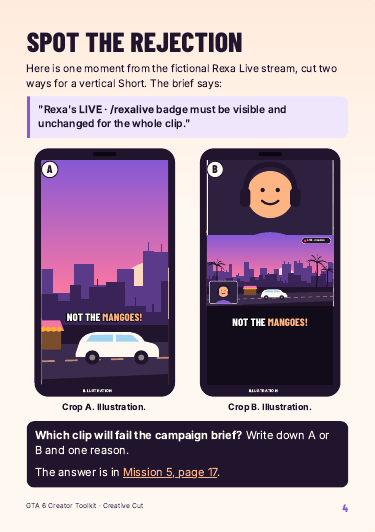 SPOT THE REJECTION
Here is one moment from the fictional Rexa Live stream, cut two
ways for a vertical Short. The brief says:
"Rexa's LIVE · /rexalive badge must be visible and
unchanged for the whole clip."
A
B
NOT THE MANGOES!
NOT THE MANGOES!
ILLUSTRATION
ILLUSTRATION
Crop A. Illustration.
Crop B. Illustration.
Which clip will fail the campaign brief? Write down A or
B and one reason.
The answer is in Mission 5, page 17.
GTA 6 Creator Toolkit · Creative Cut
4